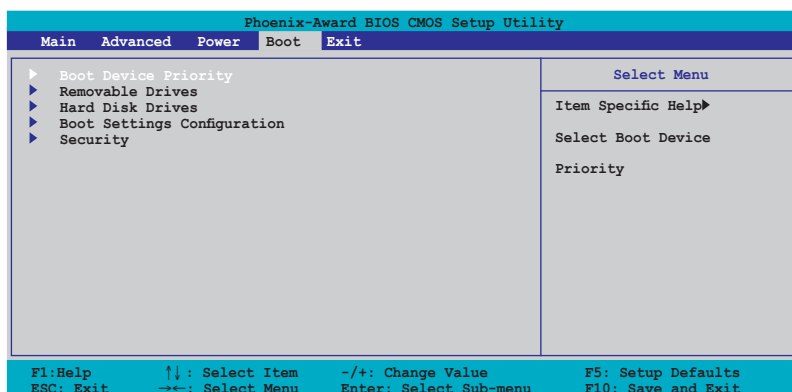 Phoenix-Award BIOS CMOS Setup Utility
Main Advanced Power Boot Exit
Boot Device Priority
Removable Drives
Hard Disk Drives
Boot Settings Configuration
Security
Select Menu
Item Specific Help▶
Select Boot Device
Priority
F1:Help ↑↓: Select Item -/+: Change Value F5: Setup Defaults
ESC: Exit →←: Select Menu Enter: Select Sub-menu F10: Save and Exit